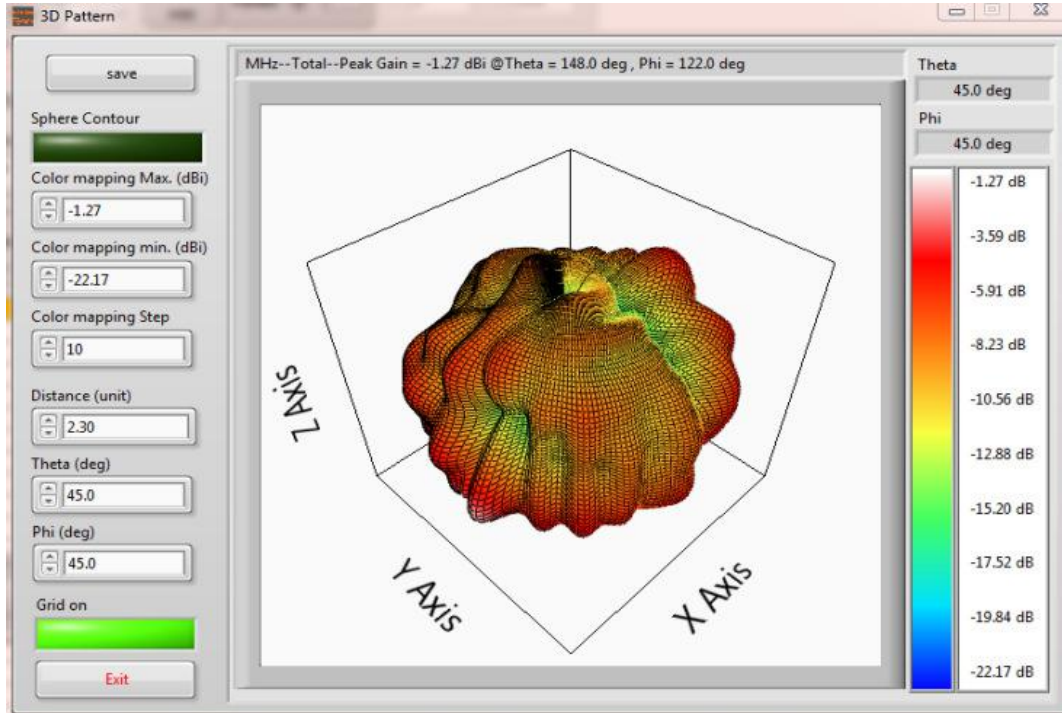 3D Pattern
save
Sphere Contour
Color mapping Max. (dBi)
-1.27
Color mapping min. (dBi)
-22.17
Color mapping Step
10
Distance (unit)
2.30
Theta (deg)
45.0
Phi (deg)
45.0
Grid on
Exit
MHz--Total--Peak Gain = -1.27 dBi @Theta = 148.0 deg , Phi = 122.0 deg
Z Axis
Y Axis
X Axis
Theta
45.0 deg
Phi
45.0 deg
-1.27 dB
-3.59 dB
-5.91 dB
-8.23 dB
-10.56 dB
-12.88 dB
-15.20 dB
-17.52 dB
-19.84 dB
-22.17 dB